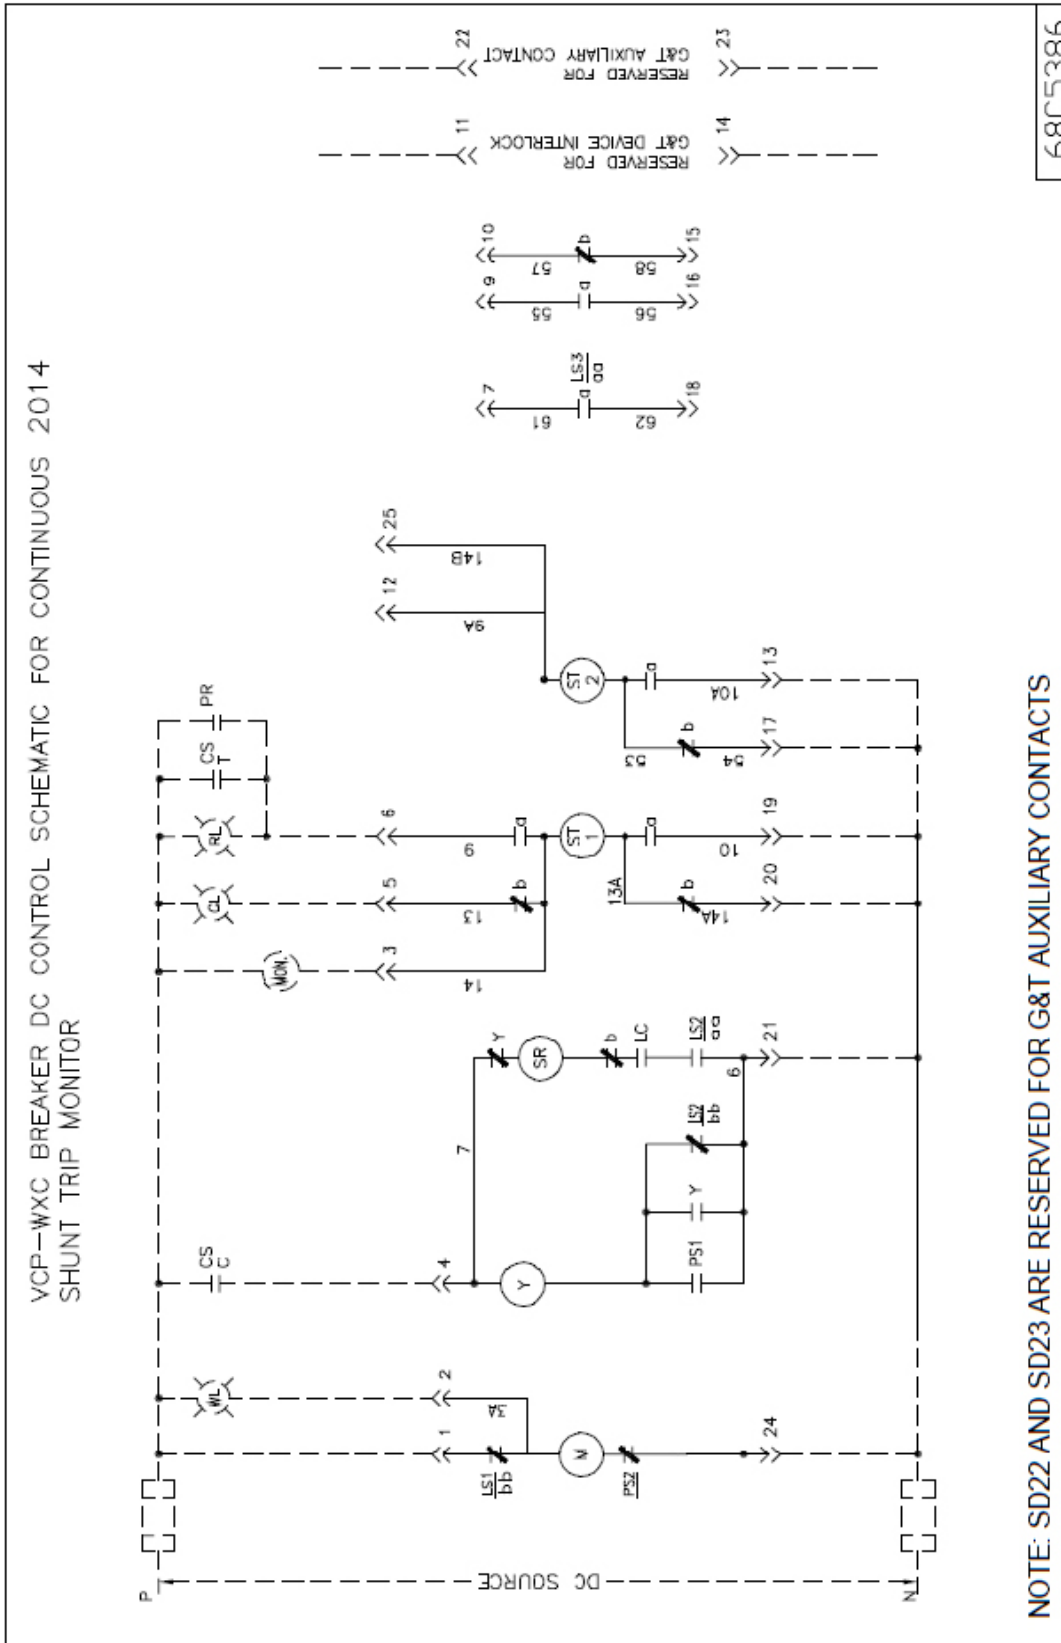 VCP-WXC BREAKER DC CONTROL SCHEMATIC FOR CONTINUOUS 2014
SHUNT TRIP MONITOR
P
DC SOURCE
N
WL
1
2
3A
LS1
bb
M
PS2
24
CS
C
4
7
Y
Y
SR
b
LC
LS2
aa
LS2
bb
Y
PS1
6
21
MON.
GL
RL
CS
T
PR
3
5
6
14
13
9
b
a
ST
1
13A
a
b
14A
10
20
19
12
25
9A
14B
ST
2
a
b
53
54
10A
17
13
7
61
LS3
aa
a
62
18
9
10
55
57
a
b
56
58
16
15
11
RESERVED FOR
G&T DEVICE INTERLOCK
14
22
RESERVED FOR
G&T AUXILIARY CONTACT
23
68C5386
NOTE: SD22 AND SD23 ARE RESERVED FOR G&T AUXILIARY CONTACTS